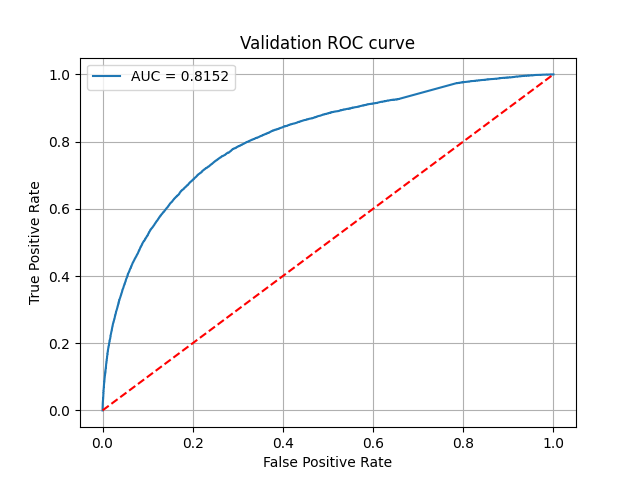 Validation ROC curve
AUC = 0.8152
1.0
0.8
0.6
0.4
0.2
0.0
True Positive Rate
0.0 0.2 0.4 0.6 0.8 1.0
False Positive Rate